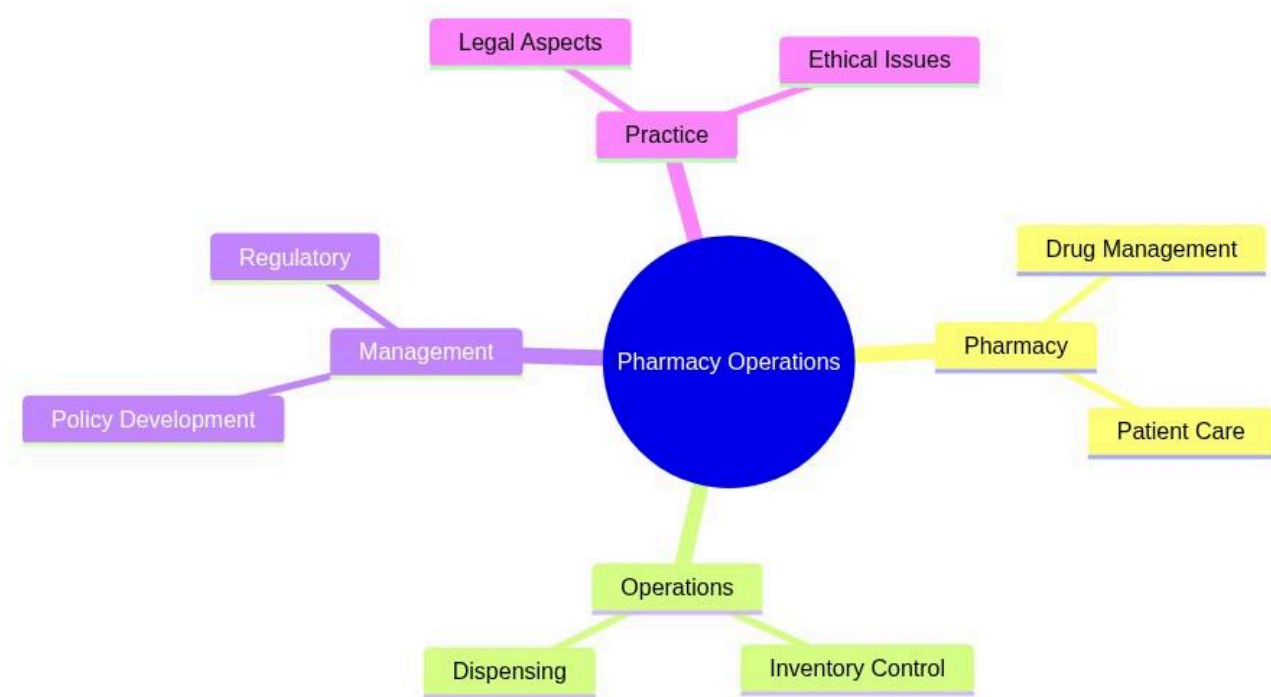 Legal Aspects
Ethical Issues
Practice
Regulatory
Drug Management
Management
Pharmacy Operations
Pharmacy
Policy Development
Patient Care
Operations
Dispensing
Inventory Control